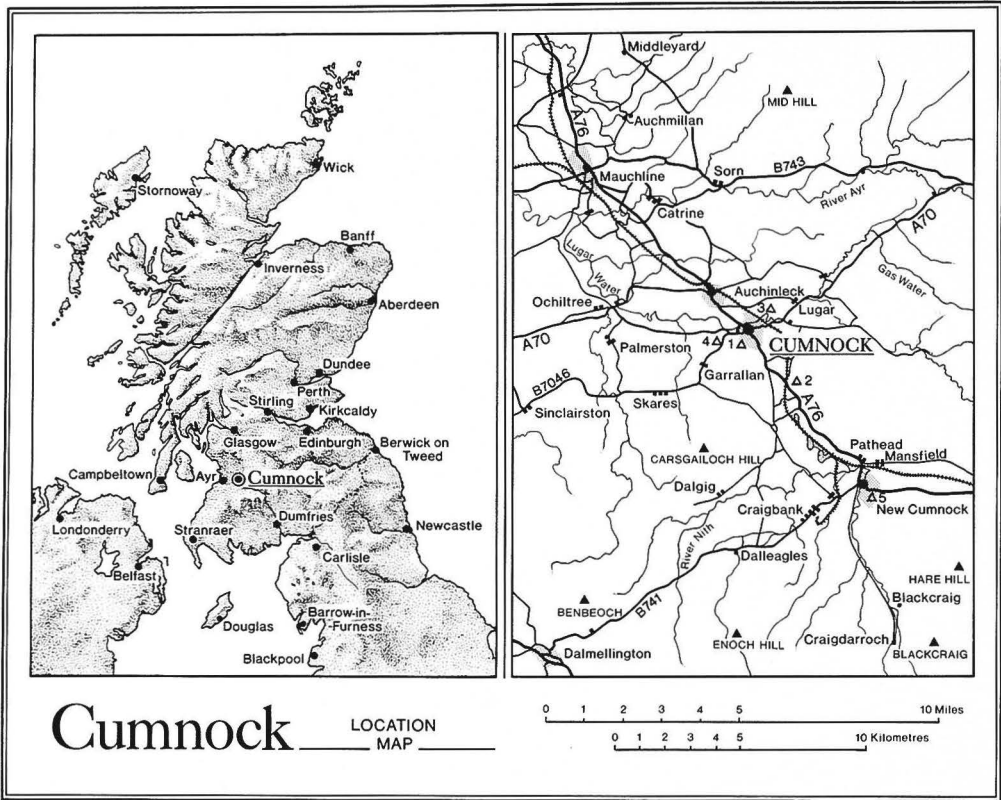 Wick
Stornoway
Banff
Inverness
Aberdeen
Dundee
Perth
Stirling
Kirkcaldy
Glasgow
Edinburgh
Berwick on
Tweed
Campbeltown
Ayr
Cumnock
Dumfries
Newcastle
Londonderry
Stranraer
Carlisle
Belfast
Douglas
Barrow-in-
-Furness
Blackpool
Middleyard
MID HILL
A76
Auchmillan
Mauchline
Sorn
B743
River Ayr
Catrine
A70
Lugar
Water
Gas Water
Auchinleck
Ochiltree
3
Lugar
A70
CUMNOCK
4
1
Palmerston
Garrallan
2
B7046
A76
Sinclairston
Skares
Pathead
Mansfield
CARSGAILOCH HILL
Dalgig
5
New Cumnock
Craigbank
River Nith
Dalleagles
HARE HILL
Blackcraig
BENBEOCH
B741
ENOCH HILL
Craigdarroch
BLACKCRAIG
Dalmellington
Cumnock
LOCATION
MAP
0 1 2 3 4 5 10 Miles
0 1 2 3 4 5 10 Kilometres